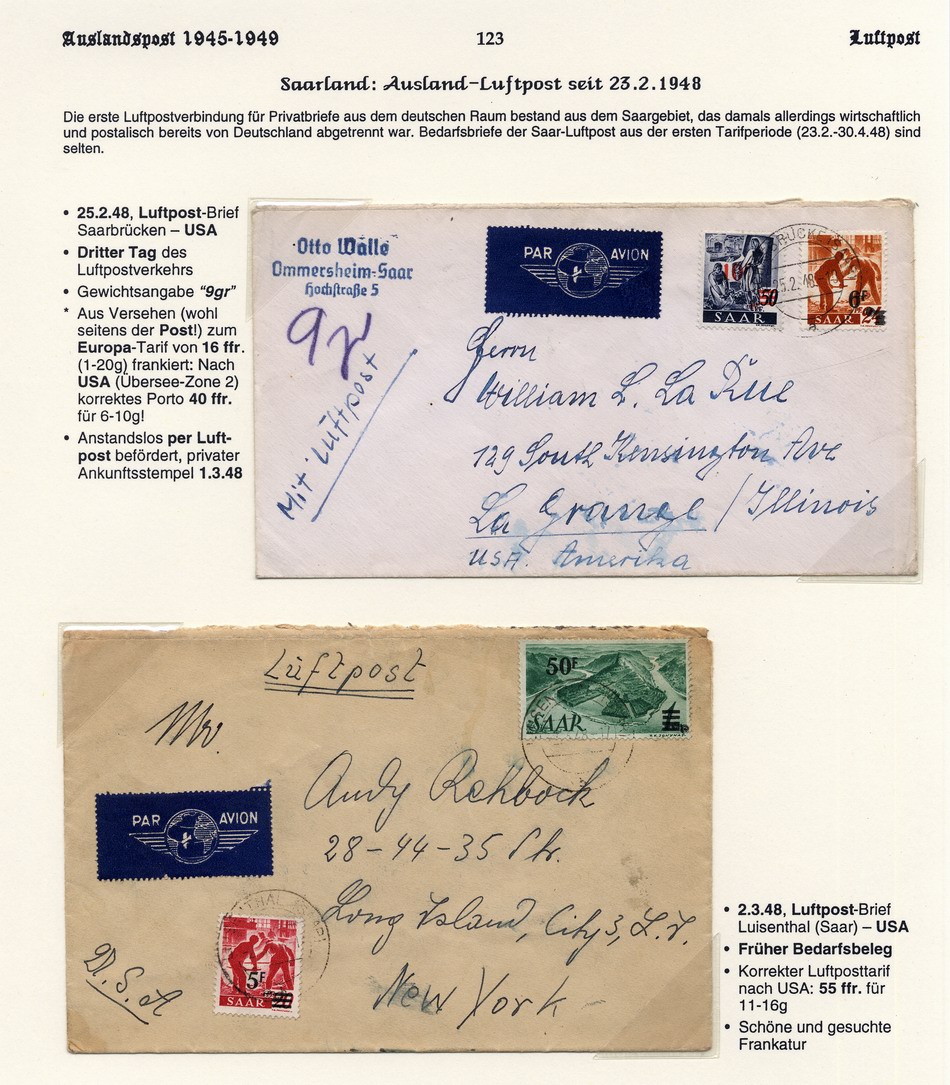 Auslandspost 1945-1949
123
Luftpost
Saarland: Ausland-Luftpost seit 23.2.1948
Die erste Luftpostverbindung für Privatbriefe aus dem deutschen Raum bestand aus dem Saargebiet, das damals allerdings wirtschaftlich
und postalisch bereits von Deutschland abgetrennt war. Bedarfsbriefe der Saar-Luftpost aus der ersten Tarifperiode (23.2.-30.4.48) sind
selten.
• 25.2.48, Luftpost-Brief
Saarbrücken – USA
• Dritter Tag des
Luftpostverkehrs
• Gewichtsangabe "9gr"
* Aus Versehen (wohl
seitens der Post!) zum
Europa-Tarif von 16 ffr.
(1-20g) frankiert: Nach
USA (Übersee-Zone 2)
korrektes Porto 40 ffr.
für 6-10g!
• Anstandslos per Luft-
post befördert, privater
Ankunftsstempel 1.3.48
Otto Walle
Ommersheim-Saar
Hochstraße 5
9gr
Mit Luftpost
PAR AVION
10F
50
SAAR
6F
24
SAAR
Herrn
William L. La Rue
129 South Kensington Ave
La Grange / Illinois
USA. Amerika
Luftpost
50F
SAAR
Mr.
Andy Rehbock
28-44-35 Str.
Long Island, City 3, L. I.
New York
PAR AVION
5F
SAAR 20
U.S.A
• 2.3.48, Luftpost-Brief
Luisenthal (Saar) – USA
• Früher Bedarfsbeleg
• Korrekter Luftposttarif
nach USA: 55 ffr. für
11-16g
• Schöne und gesuchte
Frankatur